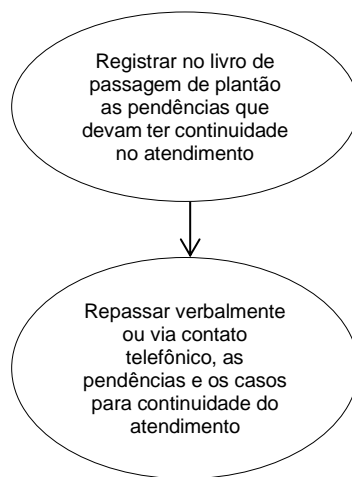 Registrar no livro de
passagem de plantão
as pendências que
devam ter continuidade
no atendimento
Repassar verbalmente
ou via contato
telefônico, as
pendências e os casos
para continuidade do
atendimento